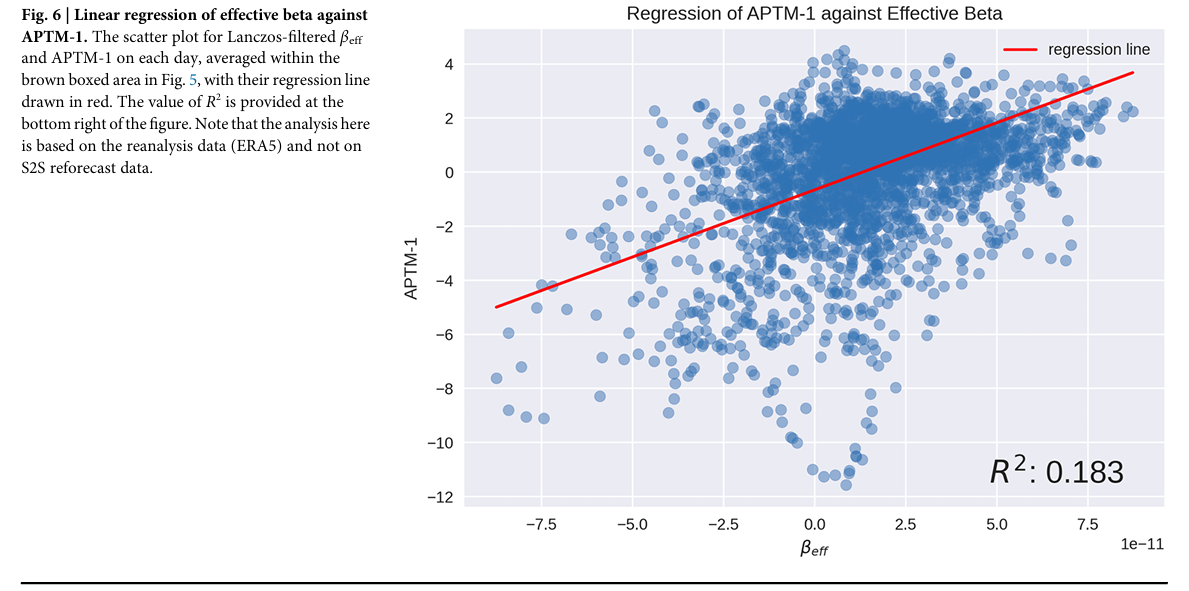 Fig. 6 | Linear regression of effective beta against
APTM-1. The scatter plot for Lanczos-filtered βeff
and APTM-1 on each day, averaged within the
brown boxed area in Fig. 5, with their regression line
drawn in red. The value of R² is provided at the
bottom right of the figure. Note that the analysis here
is based on the reanalysis data (ERA5) and not on
S2S reforecast data.
Regression of APTM-1 against Effective Beta
regression line
APTM-1
4
2
0
−2
−4
−6
−8
−10
−12
R²: 0.183
−7.5 −5.0 −2.5 0.0 2.5 5.0 7.5
βeff
1e−11